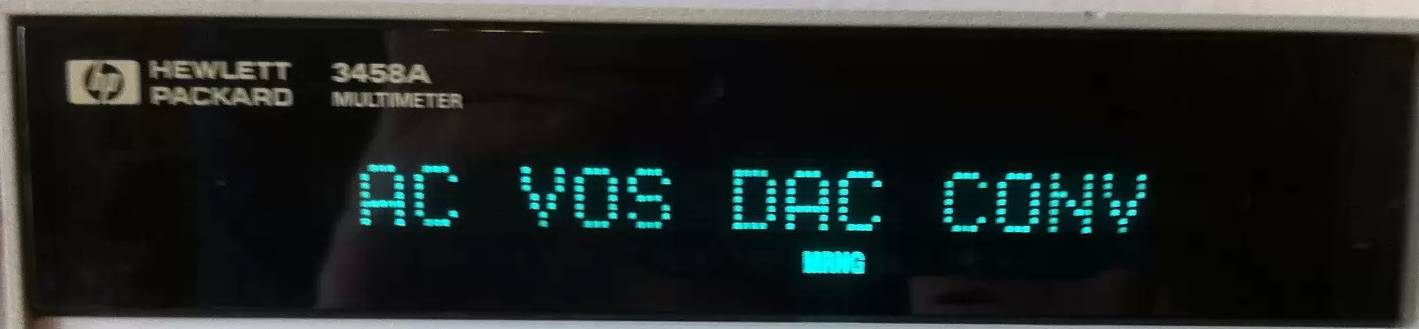 hp HEWLETT PACKARD 3458A MULTIMETER
AC VOS DAC CONV
MRNG